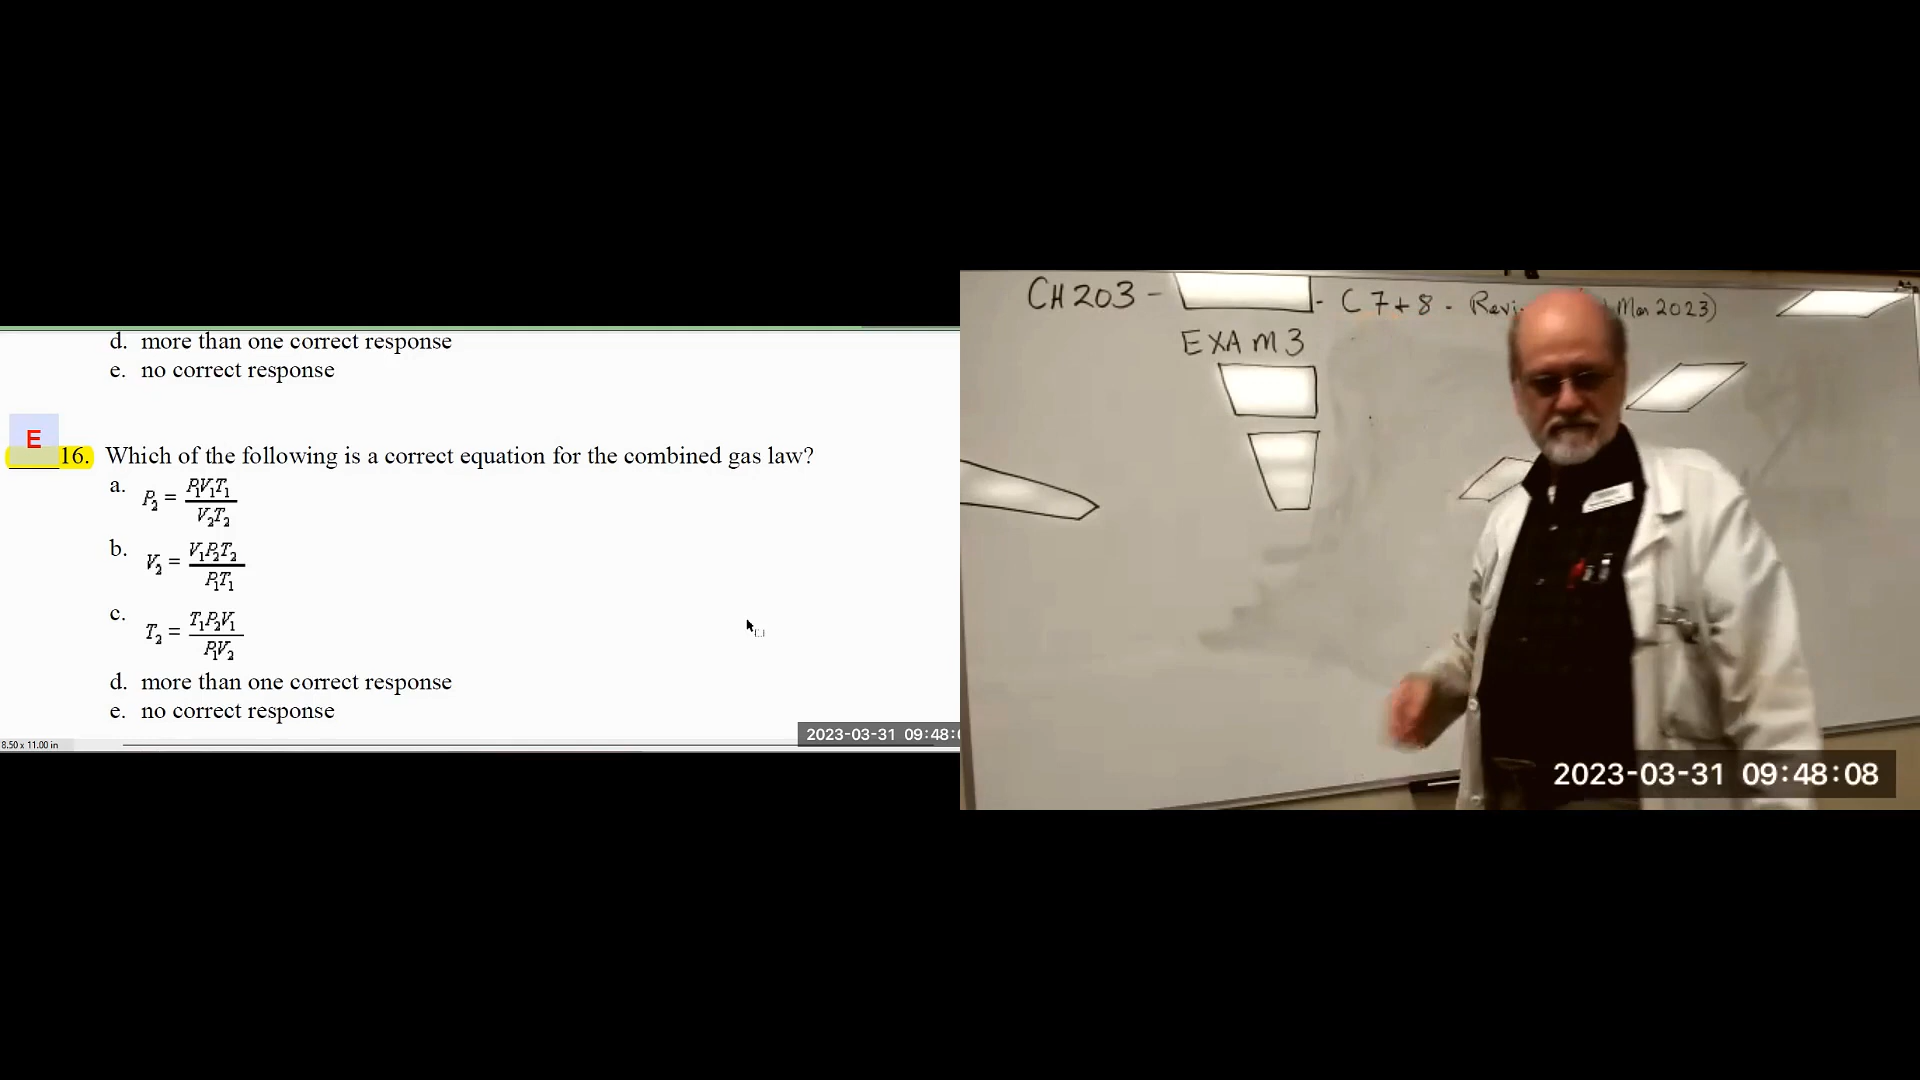 d. more than one correct response
e. no correct response
E
16. Which of the following is a correct equation for the combined gas law?
a. P₂ = P₁V₁T₁ / V₂T₂
b. V₂ = V₁P₂T₂ / P₁T₁
c. T₂ = T₁P₂V₁ / P₁V₂
d. more than one correct response
e. no correct response
8.50 x 11.00 in
2023-03-31 09:48:0
CH203 - - C 7+8 - Revi Mar 2023)
EXAM 3
2023-03-31 09:48:08